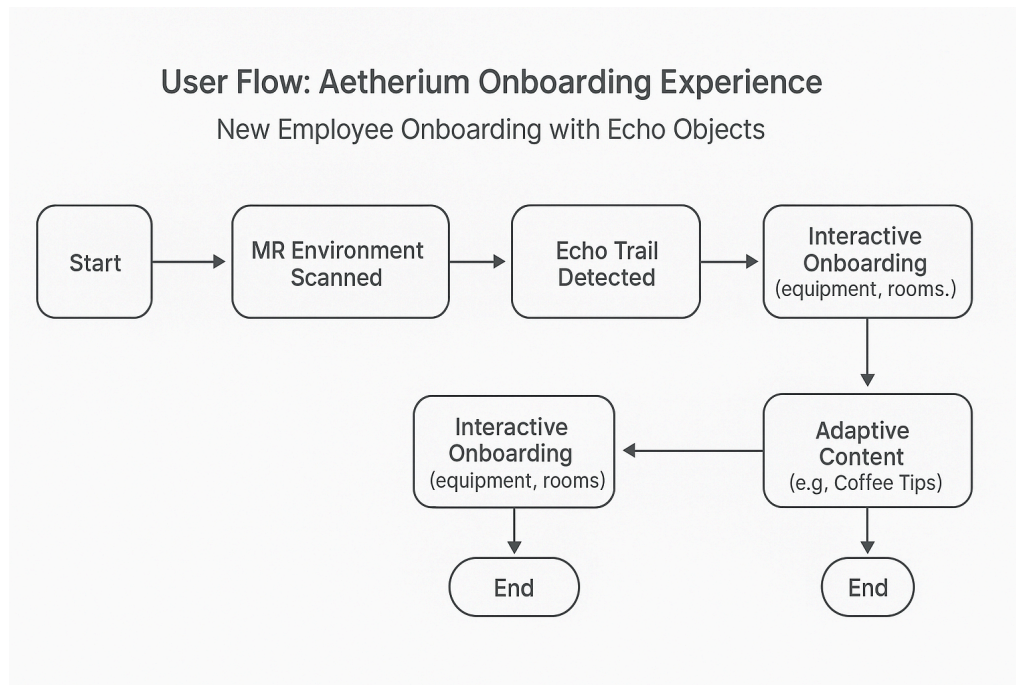 User Flow: Aetherium Onboarding Experience
New Employee Onboarding with Echo Objects
Start
MR Environment
Scanned
Echo Trail
Detected
Interactive
Onboarding
(equipment, rooms.)
Interactive
Onboarding
(equipment, rooms)
Adaptive
Content
(e.g, Coffee Tips)
End
End